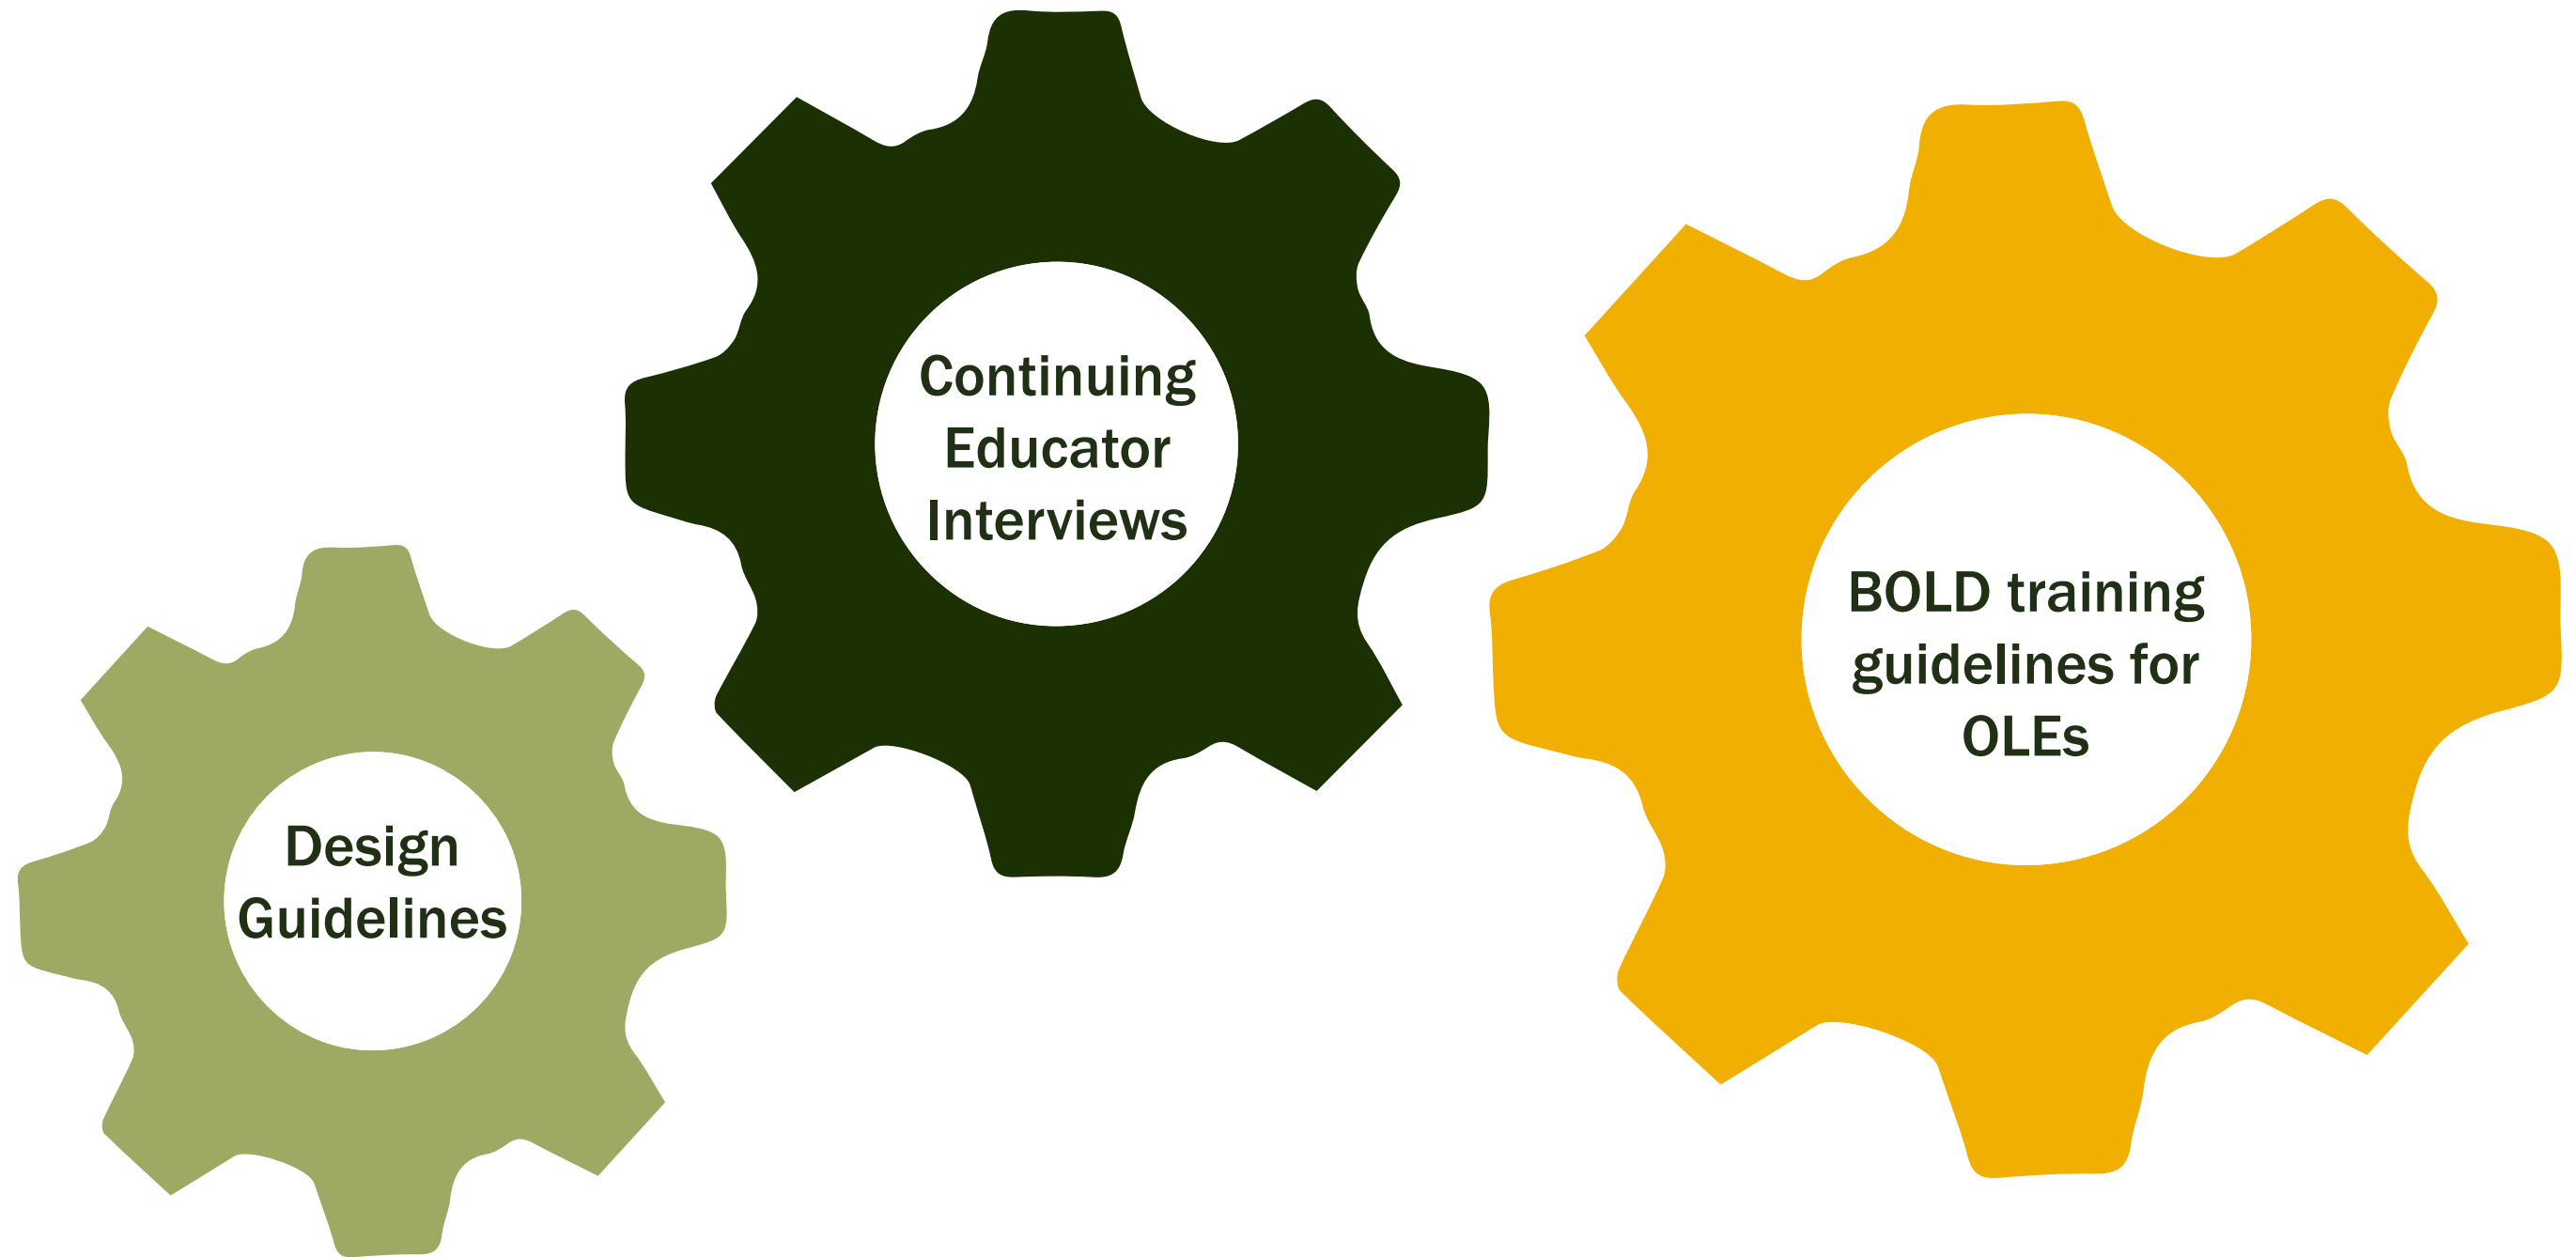 Design
Guidelines
Continuing
Educator
Interviews
BOLD training
guidelines for
OLEs